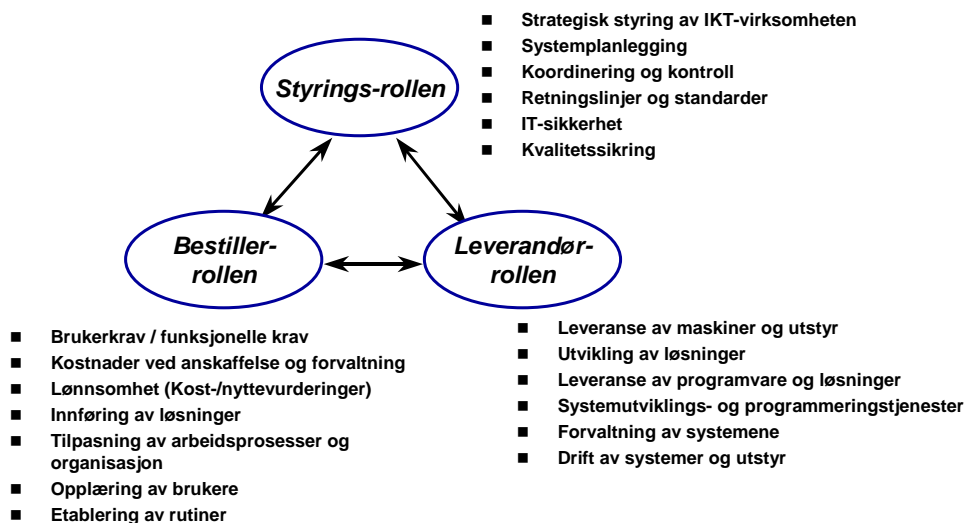 Styrings-rollen
■ Strategisk styring av IKT-virksomheten
■ Systemplanlegging
■ Koordinering og kontroll
■ Retningslinjer og standarder
■ IT-sikkerhet
■ Kvalitetssikring
Bestiller-
rollen
Leverandør-
rollen
■ Brukerkrav / funksjonelle krav
■ Kostnader ved anskaffelse og forvaltning
■ Lønnsomhet (Kost-/nyttevurderinger)
■ Innføring av løsninger
■ Tilpasning av arbeidsprosesser og
organisasjon
■ Opplæring av brukere
■ Etablering av rutiner
■ Leveranse av maskiner og utstyr
■ Utvikling av løsninger
■ Leveranse av programvare og løsninger
■ Systemutviklings- og programmeringstjenester
■ Forvaltning av systemene
■ Drift av systemer og utstyr